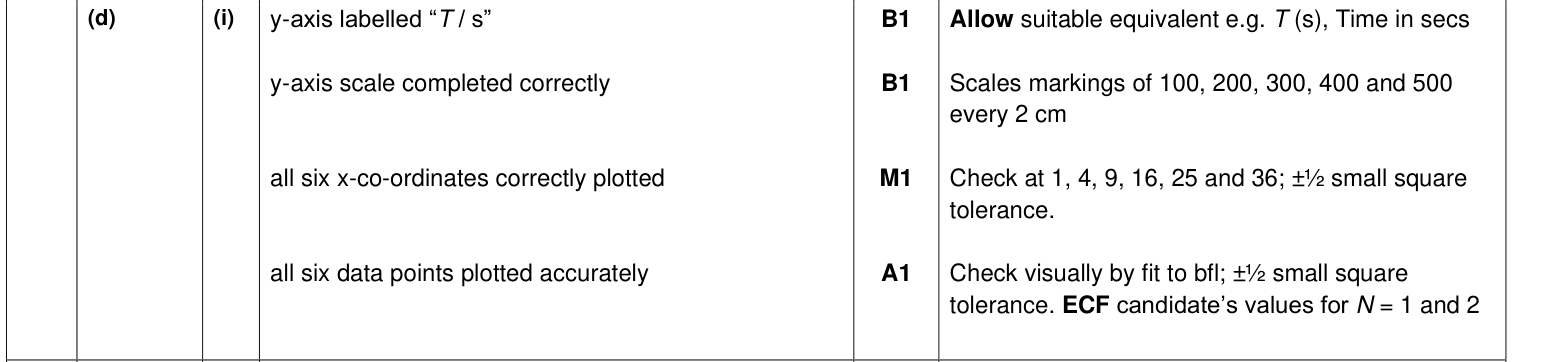 (d) (i) y-axis labelled “T / s” B1 Allow suitable equivalent e.g. T (s), Time in secs
y-axis scale completed correctly B1 Scales markings of 100, 200, 300, 400 and 500
every 2 cm
all six x-co-ordinates correctly plotted M1 Check at 1, 4, 9, 16, 25 and 36; ±½ small square
tolerance.
all six data points plotted accurately A1 Check visually by fit to bfl; ±½ small square
tolerance. ECF candidate’s values for N = 1 and 2